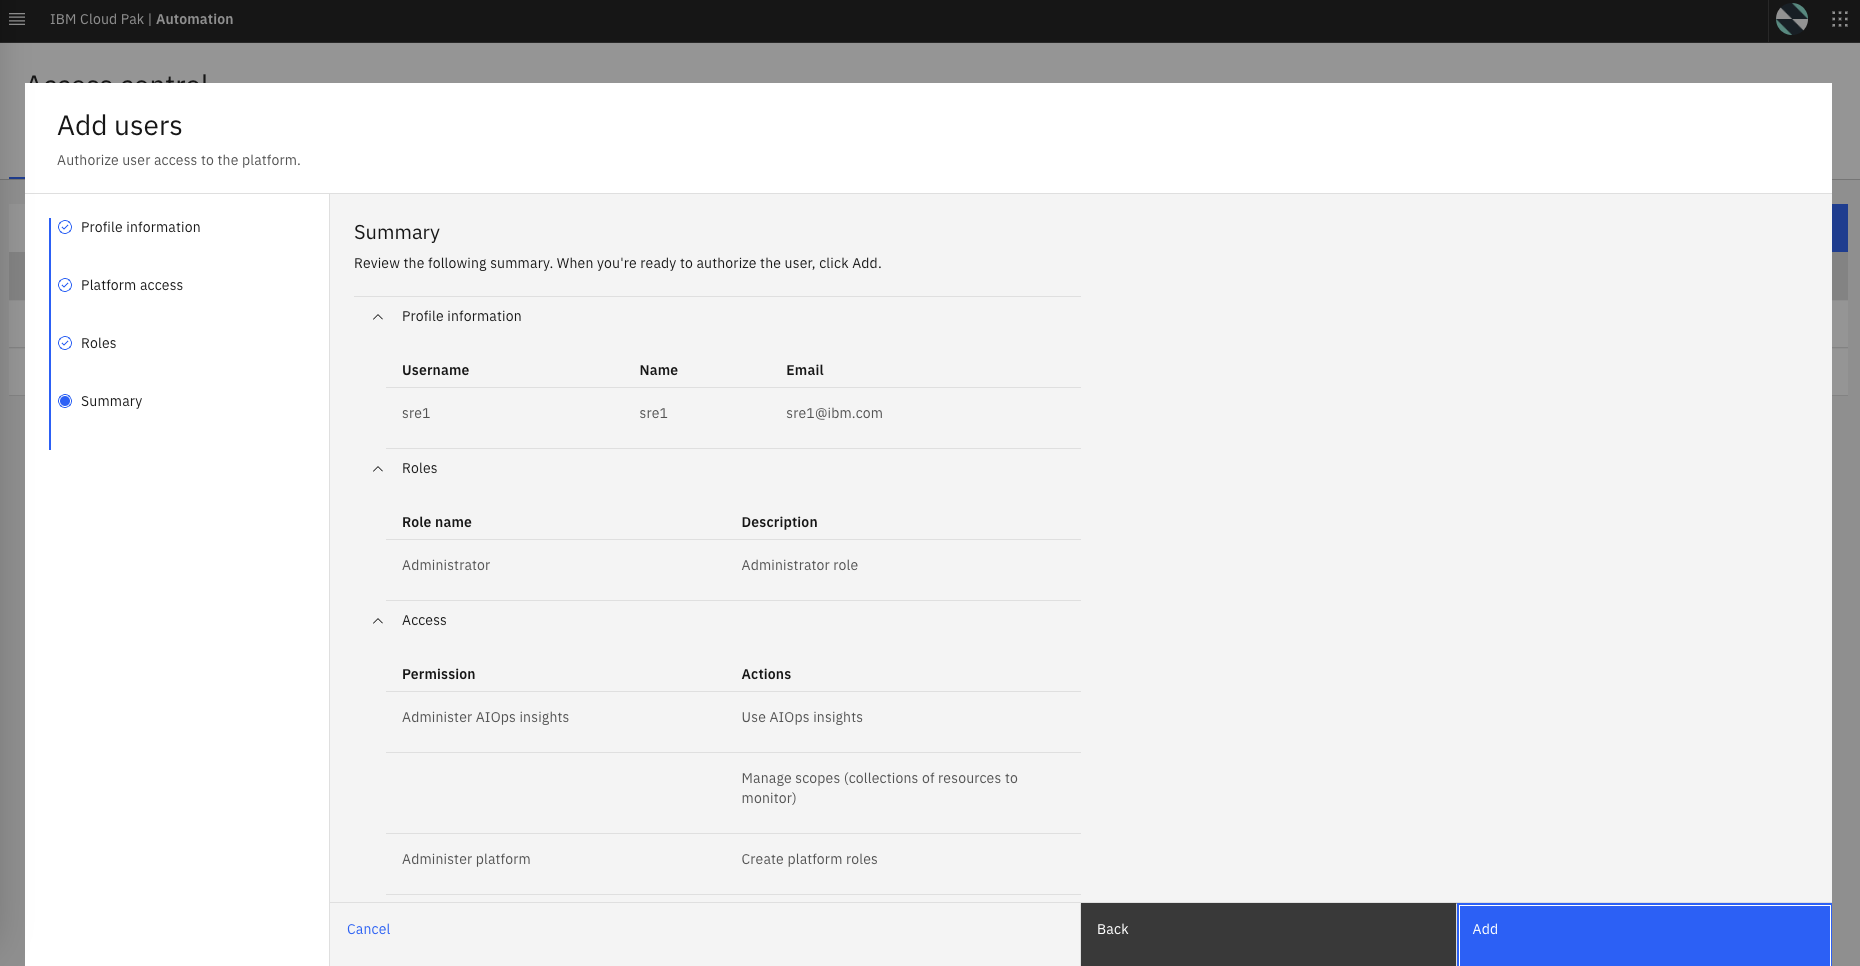 IBM Cloud Pak | Automation
Access control
Add users
Authorize user access to the platform.
Profile information
Platform access
Roles
Summary
Summary
Review the following summary. When you're ready to authorize the user, click Add.
Profile information
Username Name Email
sre1 sre1 sre1@ibm.com
Roles
Role name Description
Administrator Administrator role
Access
Permission Actions
Administer AIOps insights Use AIOps insights
Manage scopes (collections of resources to
monitor)
Administer platform Create platform roles
Cancel Back Add